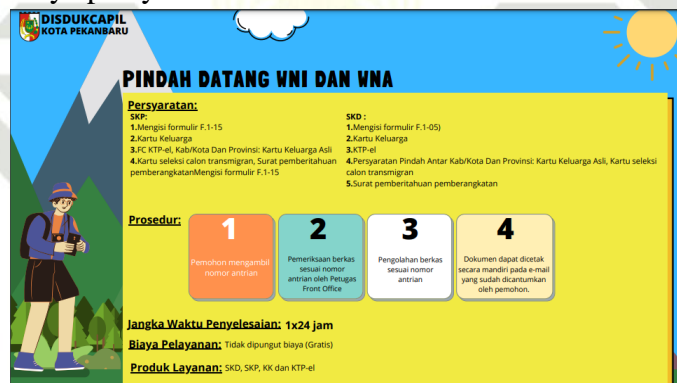 DISDUKCAPIL
KOTA PEKANBARU
PINDAH DATANG WNI DAN WNA
Persyaratan:
SKP:
1.Mengisi formulir F.1-15
2.Kartu Keluarga
3.FC KTP-el, Kab/Kota Dan Provinsi: Kartu Keluarga Asli
4.Kartu seleksi calon transmigran, Surat pemberitahuan
pemberangkatanMengisi formulir F.1-15
SKD :
1.Mengisi formulir F.1-05)
2.Kartu Keluarga
3.KTP-el
4.Persyaratan Pindah Antar Kab/Kota Dan Provinsi: Kartu Keluarga Asli, Kartu seleksi
calon transmigran
5.Surat pemberitahuan pemberangkatan
Prosedur:
1
Pemohon mengambil
nomor antrian
2
Pemeriksaan berkas
sesuai nomor
antrian oleh Petugas
Front Office
3
Pengolahan berkas
sesuai nomor
antrian
4
Dokumen dapat dicetak
secara mandiri pada e-mail
yang sudah dicantumkan
oleh pemohon.
Jangka Waktu Penyelesaian: 1x24 jam
Biaya Pelayanan: Tidak dipungut biaya (Gratis)
Produk Layanan: SKD, SKP, KK dan KTP-el